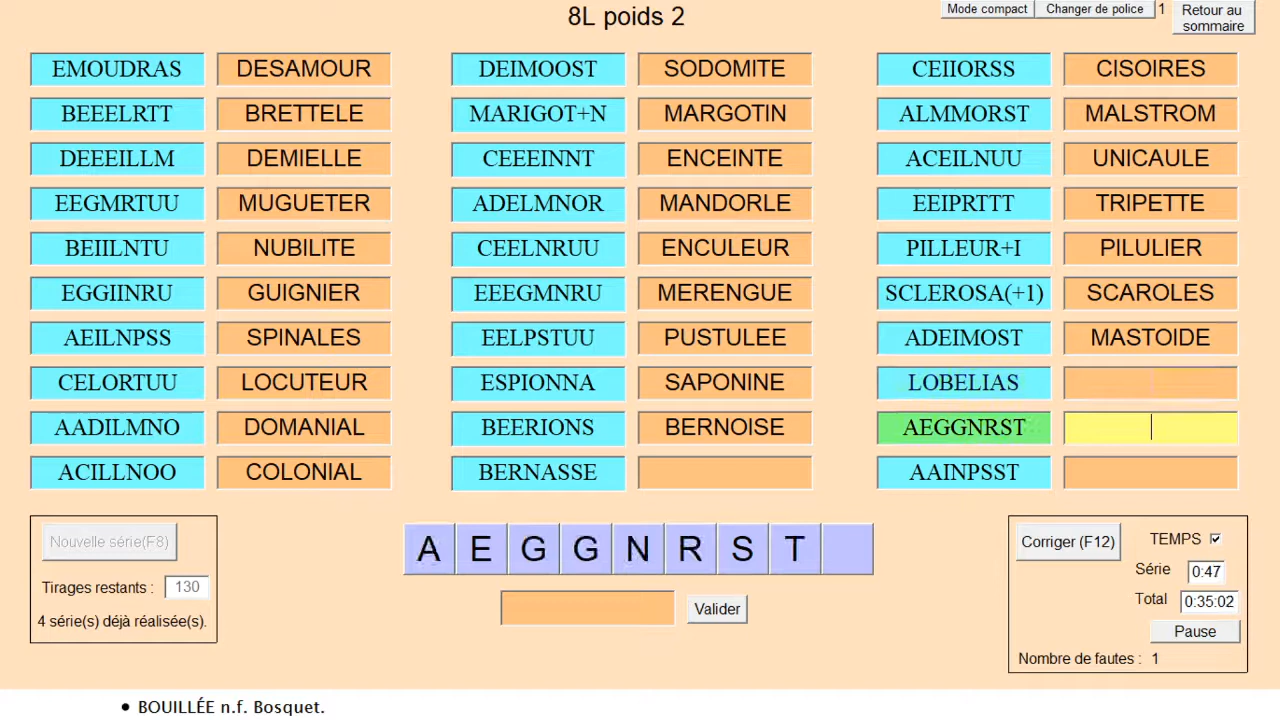 8L poids 2
Mode compact Changer de police 1 Retour au sommaire
EMOUDRAS DESAMOUR DEIMOOST SODOMITE CEIIORSS CISOIRES
BEEELRTT BRETTELE MARIGOT+N MARGOTIN ALMMORST MALSTROM
DEEEILLM DEMIELLE CEEEINNT ENCEINTE ACEILNUU UNICAULE
EEGMRTUU MUGUETER ADELMNOR MANDORLE EEIPRTTT TRIPETTE
BEIILNTU NUBILITE CEELNRUU ENCULEUR PILLEUR+I PILULIER
EGGIINRU GUIGNIER EEEGMNRU MERENGUE SCLEROSA(+1) SCAROLES
AEILNPSS SPINALES EELPSTUU PUSTULEE ADEIMOST MASTOIDE
CELORTUU LOCUTEUR ESPIONNA SAPONINE LOBELIAS
AADILMNO DOMANIAL BEERIONS BERNOISE AEGGNRST
ACILLNOO COLONIAL BERNASSE AAINPSST
Nouvelle série(F8)
Tirages restants : 130
4 série(s) déjà réalisée(s).
A E G G N R S T
Valider
Corriger (F12) TEMPS
Série 0:47
Total 0:35:02
Pause
Nombre de fautes : 1
• BOUILLÉE n.f. Bosquet.